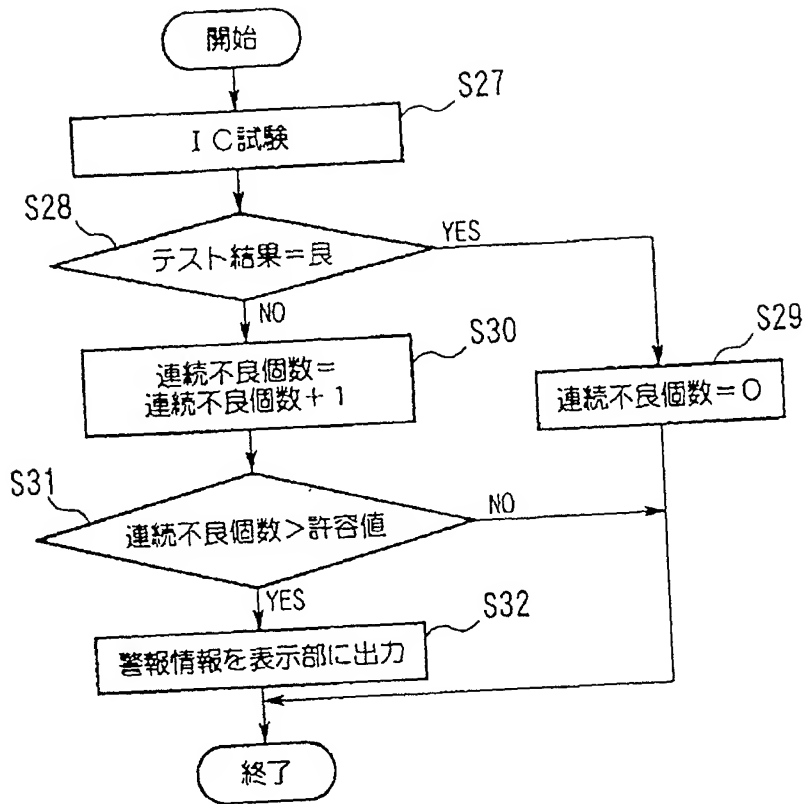 開始
S27
IC試験
S28
テスト結果=良
YES
NO
S30
連続不良個数=
連続不良個数+1
S29
連続不良個数=0
S31
連続不良個数>許容値
NO
YES
S32
警報情報を表示部に出力
終了